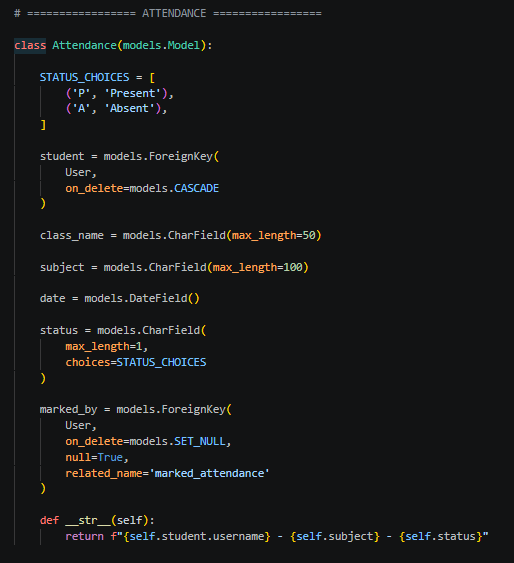 # ================= ATTENDANCE =================
class Attendance(models.Model):
    STATUS_CHOICES = [
        ('P', 'Present'),
        ('A', 'Absent'),
    ]
    student = models.ForeignKey(
        User,
        on_delete=models.CASCADE
    )
    class_name = models.CharField(max_length=50)
    subject = models.CharField(max_length=100)
    date = models.DateField()
    status = models.CharField(
        max_length=1,
        choices=STATUS_CHOICES
    )
    marked_by = models.ForeignKey(
        User,
        on_delete=models.SET_NULL,
        null=True,
        related_name='marked_attendance'
    )
    def __str__(self):
        return f"{self.student.username} - {self.subject} - {self.status}"